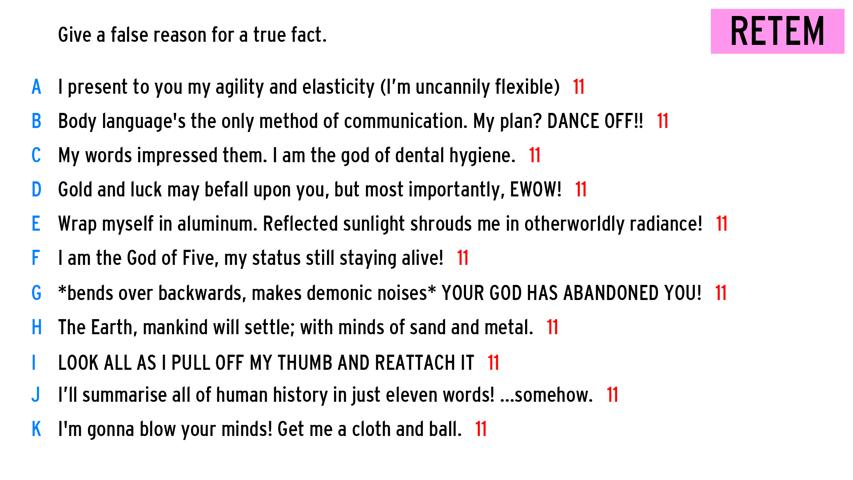 Give a false reason for a true fact.
RETEM
A I present to you my agility and elasticity (I'm uncannily flexible) 11
B Body language's the only method of communication. My plan? DANCE OFF!! 11
C My words impressed them. I am the god of dental hygiene. 11
D Gold and luck may befall upon you, but most importantly, EWOW! 11
E Wrap myself in aluminum. Reflected sunlight shrouds me in otherworldly radiance! 11
F I am the God of Five, my status still staying alive! 11
G *bends over backwards, makes demonic noises* YOUR GOD HAS ABANDONED YOU! 11
H The Earth, mankind will settle; with minds of sand and metal. 11
I LOOK ALL AS I PULL OFF MY THUMB AND REATTACH IT 11
J I'll summarise all of human history in just eleven words! ...somehow. 11
K I'm gonna blow your minds! Get me a cloth and ball. 11